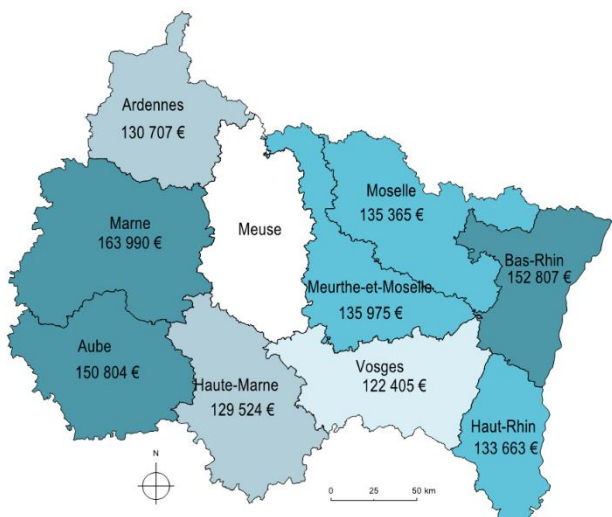 Ardennes
130 707 €
Moselle
135 365 €
Marne
163 990 €
Meuse
Bas-Rhin
152 807 €
Meurthe-et-Moselle
135 975 €
Aube
150 804 €
Haute-Marne
129 524 €
Vosges
122 405 €
Haut-Rhin
133 663 €
N
0 25 50 km